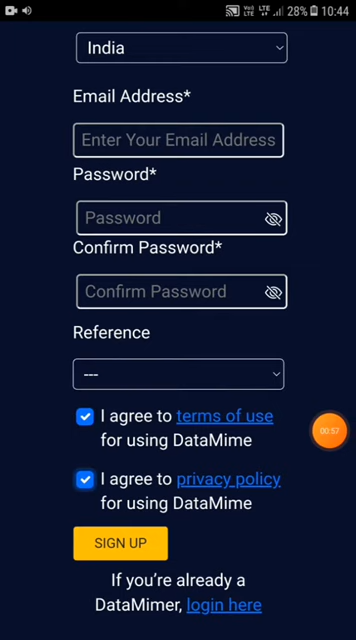 28% 10:44
India
Email Address*
Enter Your Email Address
Password*
Password
Confirm Password*
Confirm Password
Reference
---
I agree to terms of use
for using DataMime
00:57
I agree to privacy policy
for using DataMime
SIGN UP
If you’re already a
DataMimer, login here